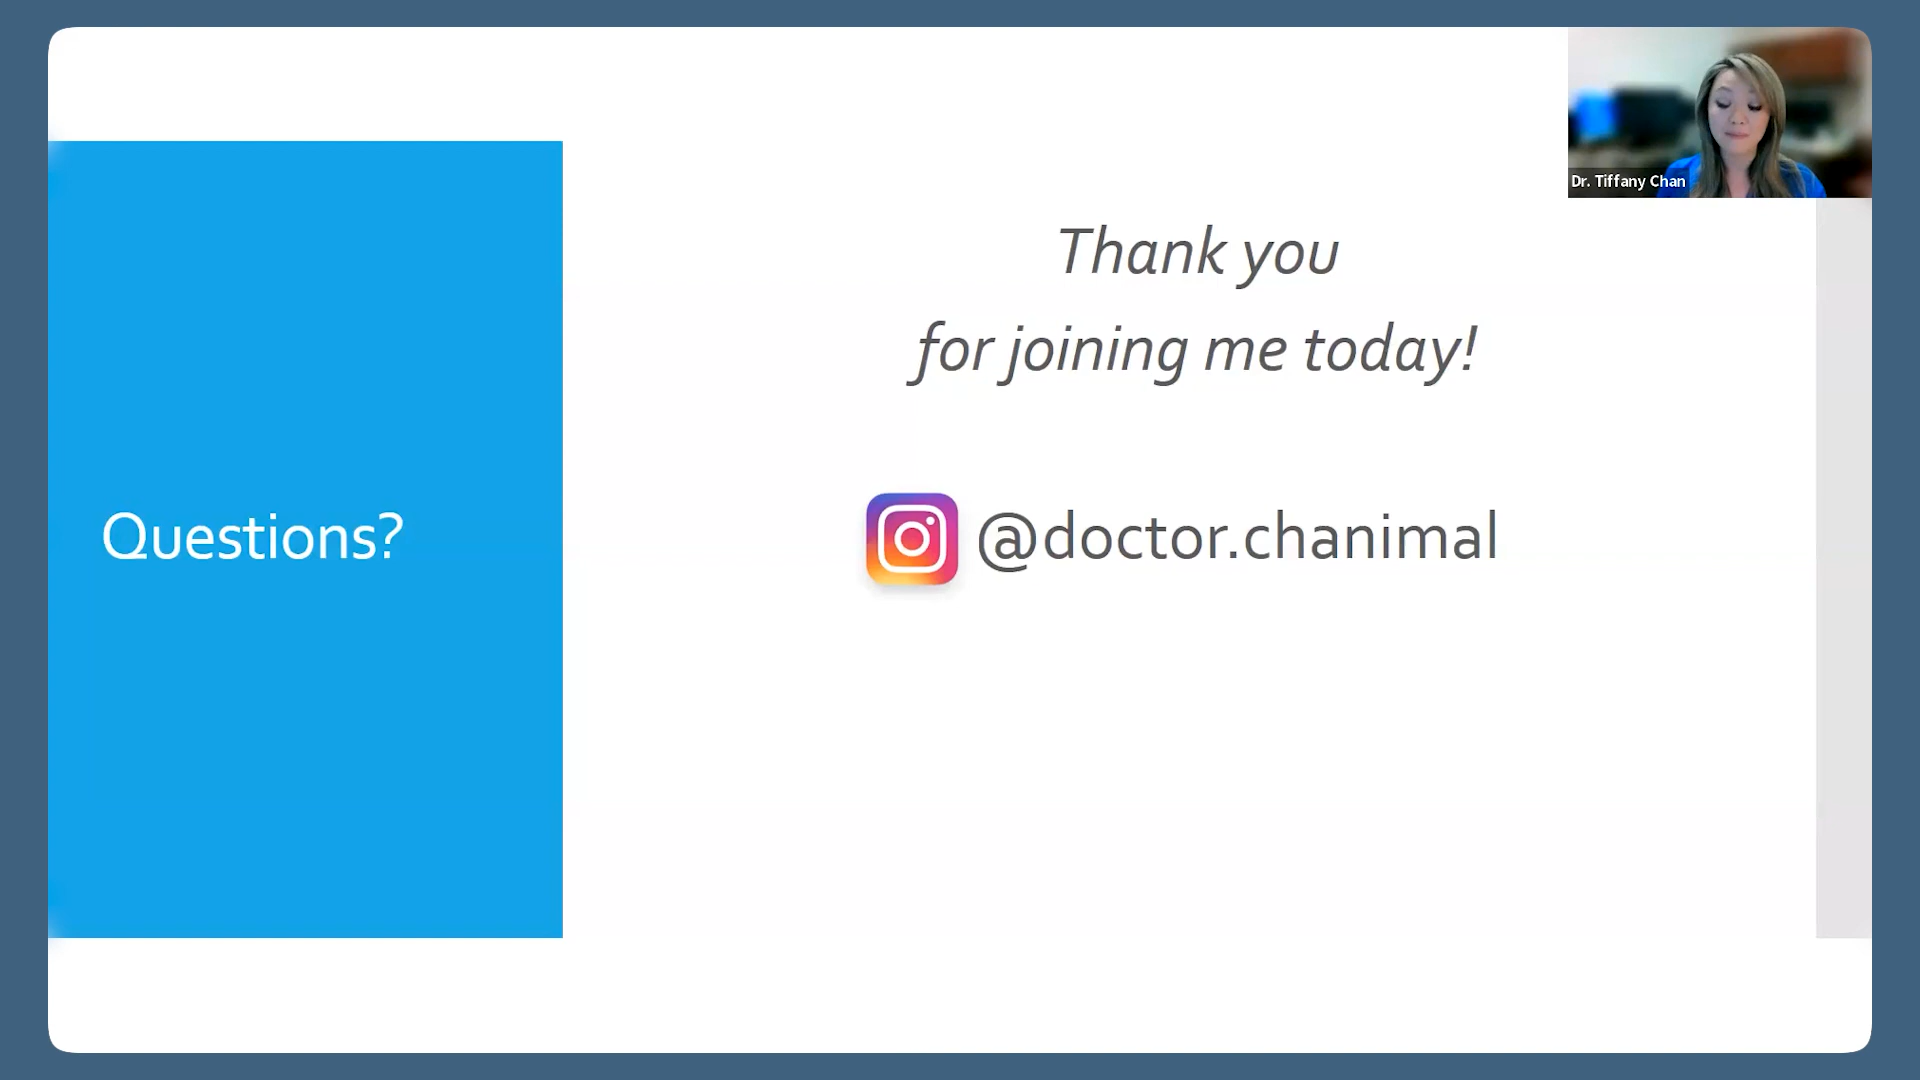 Dr. Tiffany Chan
Thank you
for joining me today!
Questions?
@doctor.chanimal